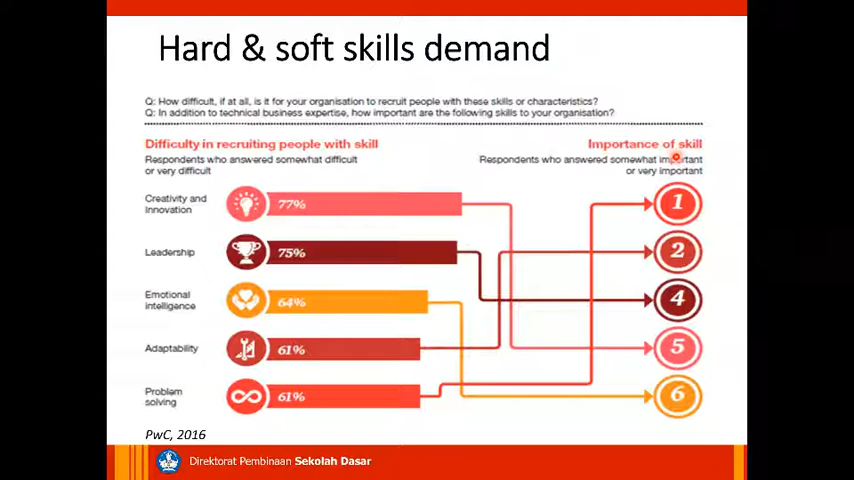 Hard & soft skills demand
Q: How difficult, if at all, is it for your organisation to recruit people with these skills or characteristics?
Q: In addition to technical business expertise, how important are the following skills to your organisation?
Difficulty in recruiting people with skill
Respondents who answered somewhat difficult
or very difficult
Importance of skill
Respondents who answered somewhat important
or very important
Creativity and
Innovation
77%
1
Leadership
75%
2
Emotional
intelligence
64%
4
Adaptability
61%
5
Problem
solving
61%
6
PwC, 2016
Direktorat Pembinaan Sekolah Dasar